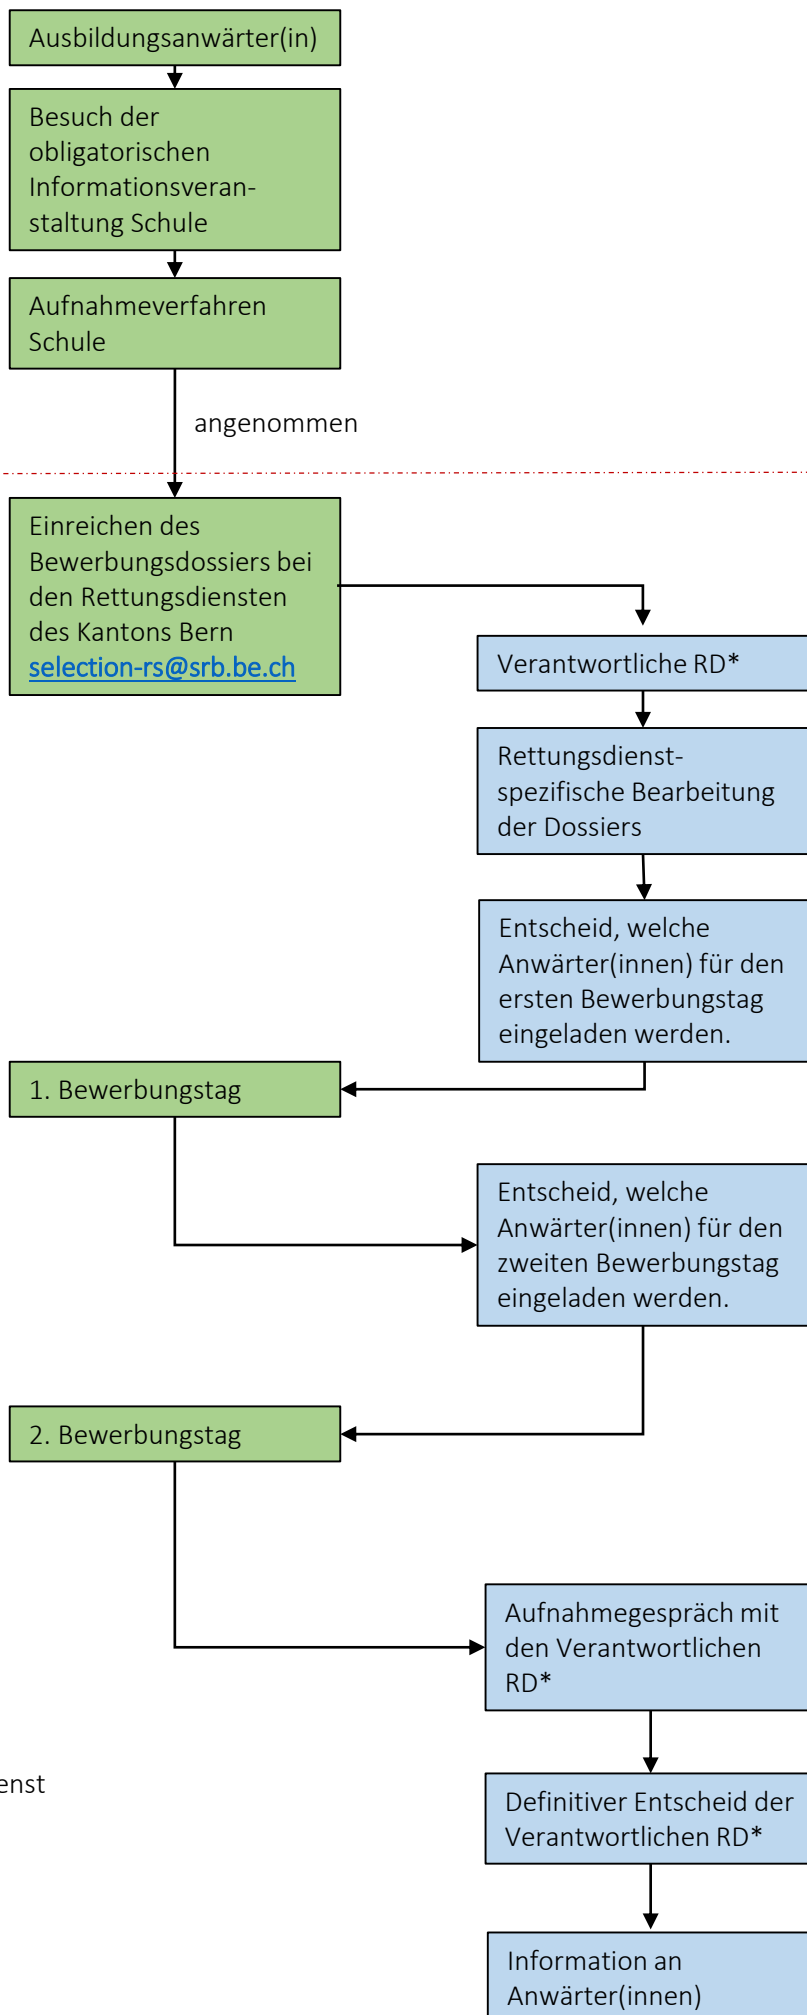 Ausbildungsanwärter(in)
Besuch der
obligatorischen
Informationsveran-
staltung Schule
Aufnahmeverfahren
Schule
angenommen
Einreichen des
Bewerbungsdossiers bei
den Rettungsdiensten
des Kantons Bern
selection-rs@srb.be.ch
Verantwortliche RD*
Rettungsdienst-
spezifische Bearbeitung
der Dossiers
Entscheid, welche
Anwärter(innen) für den
ersten Bewerbungstag
eingeladen werden.
1. Bewerbungstag
Entscheid, welche
Anwärter(innen) für den
zweiten Bewerbungstag
eingeladen werden.
2. Bewerbungstag
Aufnahmegespräch mit
den Verantwortlichen
RD*
enst
Definitiver Entscheid der
Verantwortlichen RD*
Information an
Anwärter(innen)